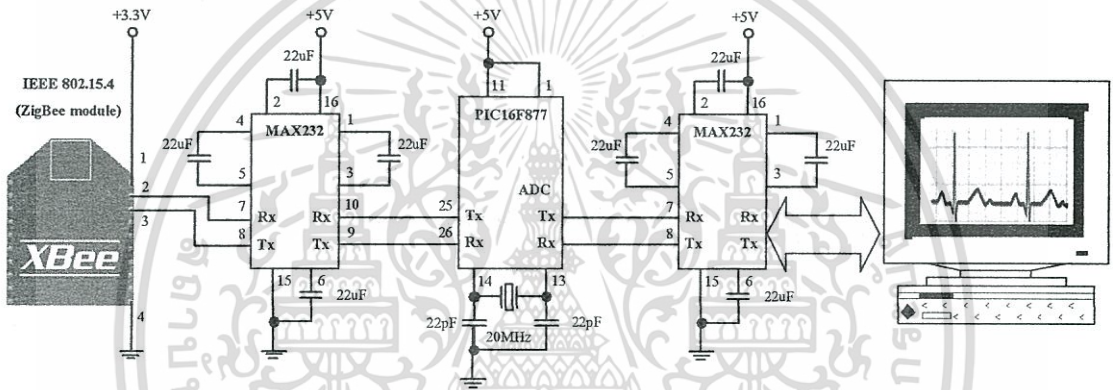 +3.3V
+5V
+5V
+5V
IEEE 802.15.4
(ZigBee module)
XBee
1
2
3
4
22uF
2
16
MAX232
4
5
22uF
1
3
22uF
7
Rx
8
Tx
Rx
10
Tx
9
15
6
22uF
11
1
PIC16F877
ADC
25
Tx
26
Rx
Tx
Rx
14
13
22pF
20MHz
22pF
22uF
2
16
MAX232
4
5
22uF
1
3
22uF
7
Rx
8
Tx
Rx
Tx
15
6
22uF